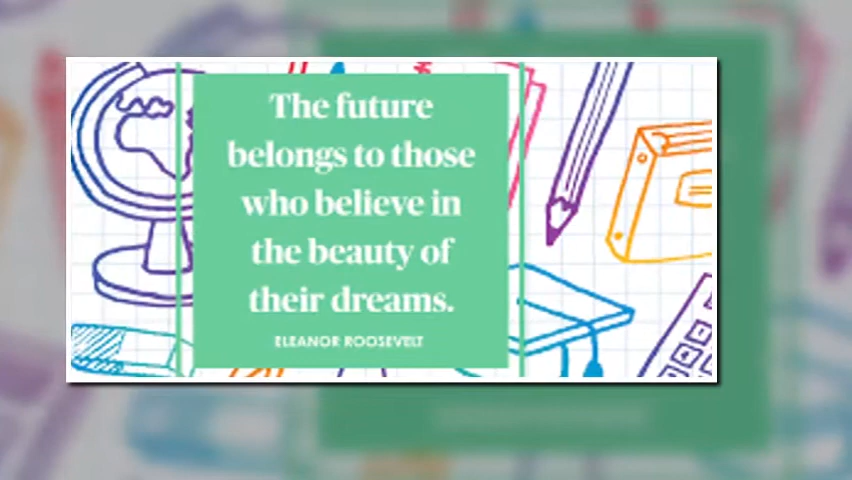 The future
belongs to those
who believe in
the beauty of
their dreams.
ELEANOR ROOSEVELT